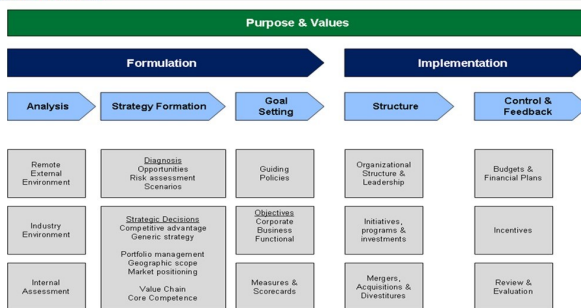 Purpose & Values
Formulation
Implementation
Analysis
Strategy Formation
Goal
Setting
Structure
Control &
Feedback
Remote
External
Environment
Diagnosis
Opportunities
Risk assessment
Scenarios
Guiding
Policies
Organizational
Structure &
Leadership
Budgets &
Financial Plans
Industry
Environment
Strategic Decisions
Competitive advantage
Generic strategy
Portfolio management
Geographic scope
Market positioning
Value Chain
Core Competence
Objectives
Corporate
Business
Functional
Initiatives,
programs &
investments
Incentives
Internal
Assessment
Measures &
Scorecards
Mergers,
Acquisitions &
Divestitures
Review &
Evaluation